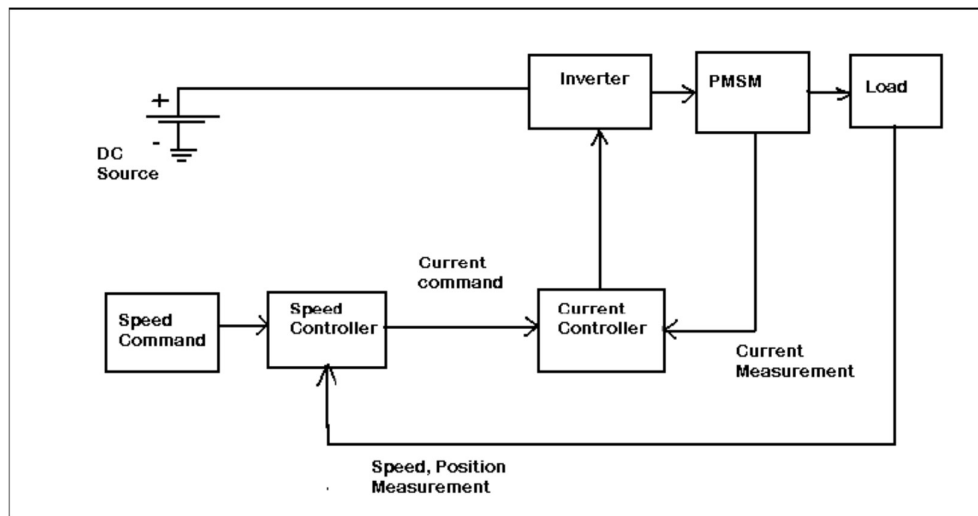 Inverter
PMSM
Load
+
-
DC
Source
Current
command
Speed
Command
Speed
Controller
Current
Controller
Current
Measurement
Speed, Position
Measurement